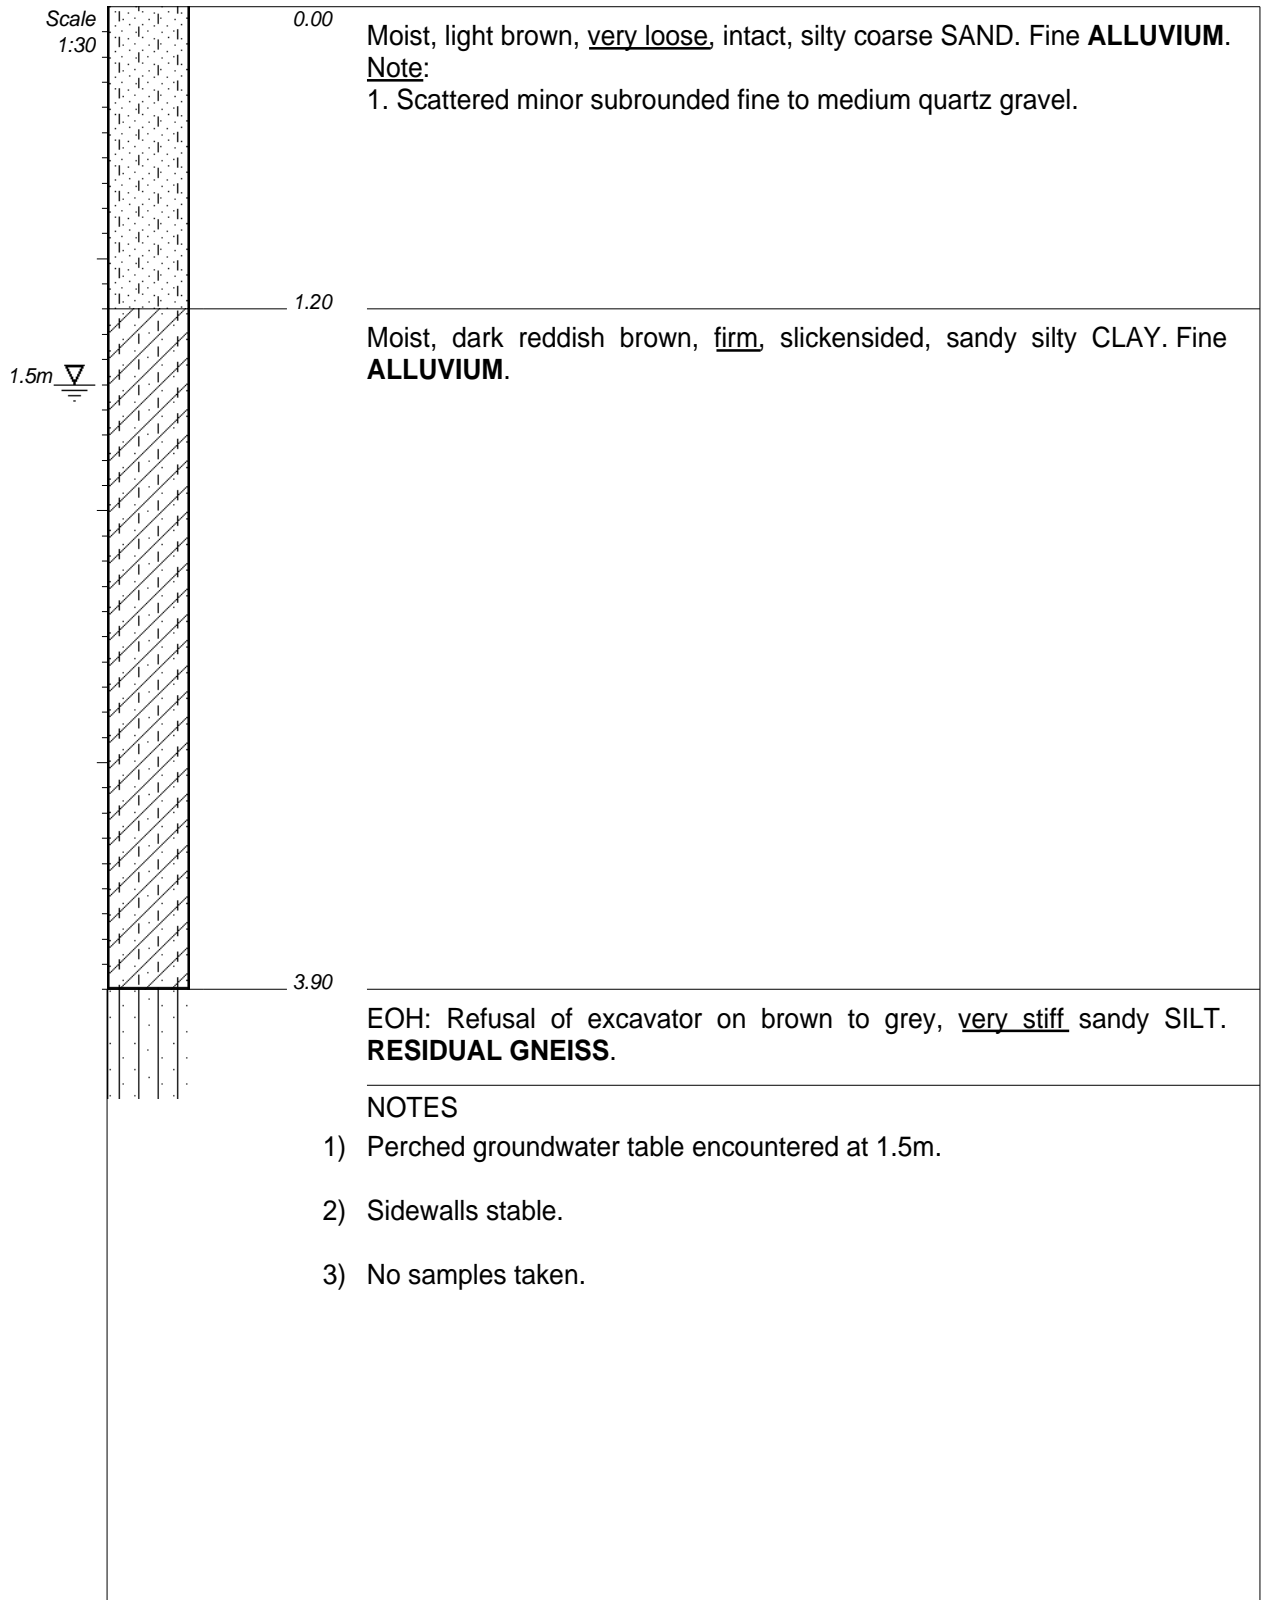 Scale
1:30
0.00
Moist, light brown, very loose, intact, silty coarse SAND. Fine ALLUVIUM.
Note:
1. Scattered minor subrounded fine to medium quartz gravel.
1.20
Moist, dark reddish brown, firm, slickensided, sandy silty CLAY. Fine
ALLUVIUM.
1.5m
3.90
EOH: Refusal of excavator on brown to grey, very stiff sandy SILT.
RESIDUAL GNEISS.
NOTES
1) Perched groundwater table encountered at 1.5m.
2) Sidewalls stable.
3) No samples taken.